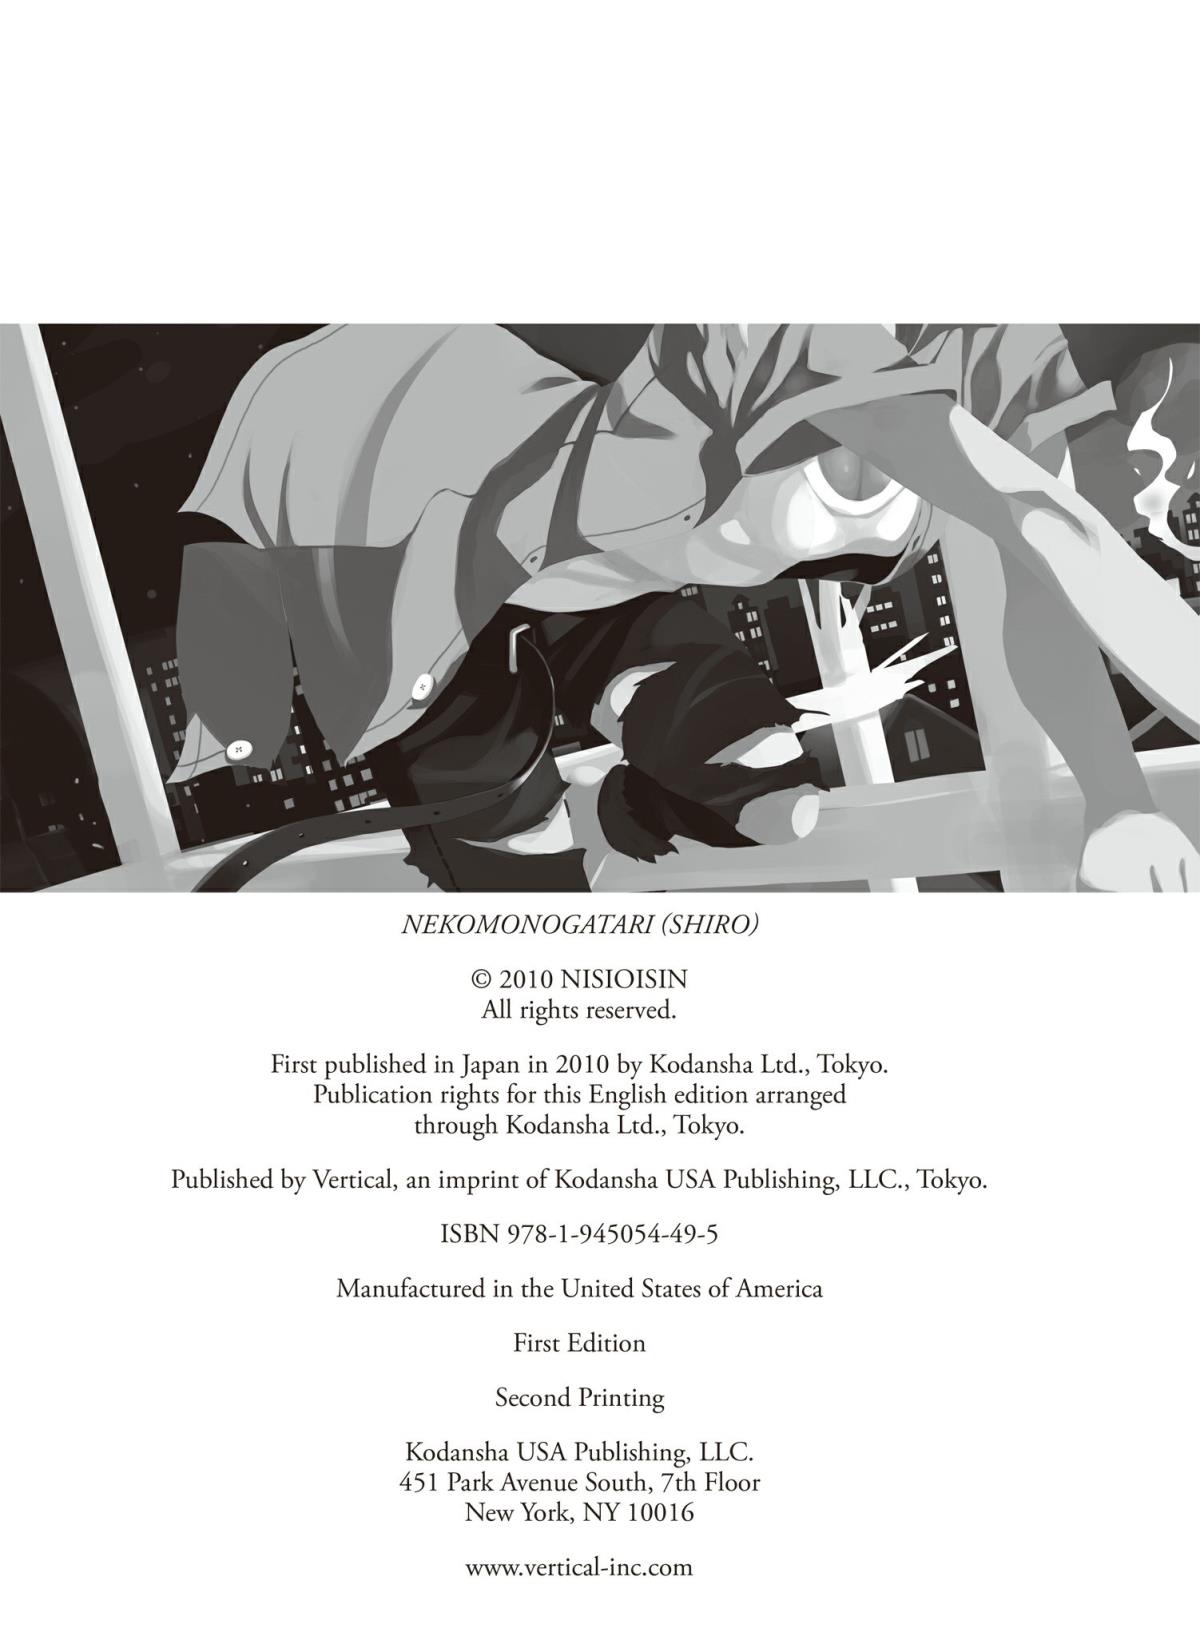 NEKOMONOGATARI (SHIRO)
© 2010 NISIOISIN
All rights reserved.
First published in Japan in 2010 by Kodansha Ltd., Tokyo.
Publication rights for this English edition arranged
through Kodansha Ltd., Tokyo.
Published by Vertical, an imprint of Kodansha USA Publishing, LLC., Tokyo.
ISBN 978-1-945054-49-5
Manufactured in the United States of America
First Edition
Second Printing
Kodansha USA Publishing, LLC.
451 Park Avenue South, 7th Floor
New York, NY 10016
www.vertical-inc.com